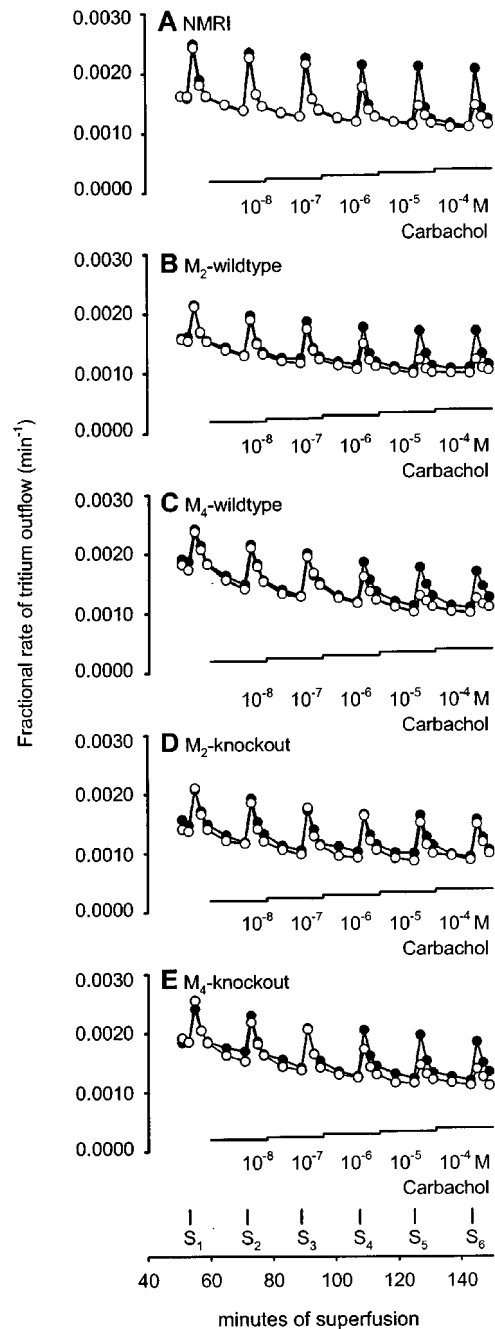 Fractional rate of tritium outflow (min⁻¹)
A NMRI
0.0030
0.0020
0.0010
0.0000
10⁻⁸ 10⁻⁷ 10⁻⁶ 10⁻⁵ 10⁻⁴ M
Carbachol
B M₂-wildtype
0.0030
0.0020
0.0010
0.0000
10⁻⁸ 10⁻⁷ 10⁻⁶ 10⁻⁵ 10⁻⁴ M
Carbachol
C M₄-wildtype
0.0030
0.0020
0.0010
0.0000
10⁻⁸ 10⁻⁷ 10⁻⁶ 10⁻⁵ 10⁻⁴ M
Carbachol
D M₂-knockout
0.0030
0.0020
0.0010
0.0000
10⁻⁸ 10⁻⁷ 10⁻⁶ 10⁻⁵ 10⁻⁴ M
Carbachol
E M₄-knockout
0.0030
0.0020
0.0010
0.0000
10⁻⁸ 10⁻⁷ 10⁻⁶ 10⁻⁵ 10⁻⁴ M
Carbachol
S₁ S₂ S₃ S₄ S₅ S₆
40 60 80 100 120 140
minutes of superfusion